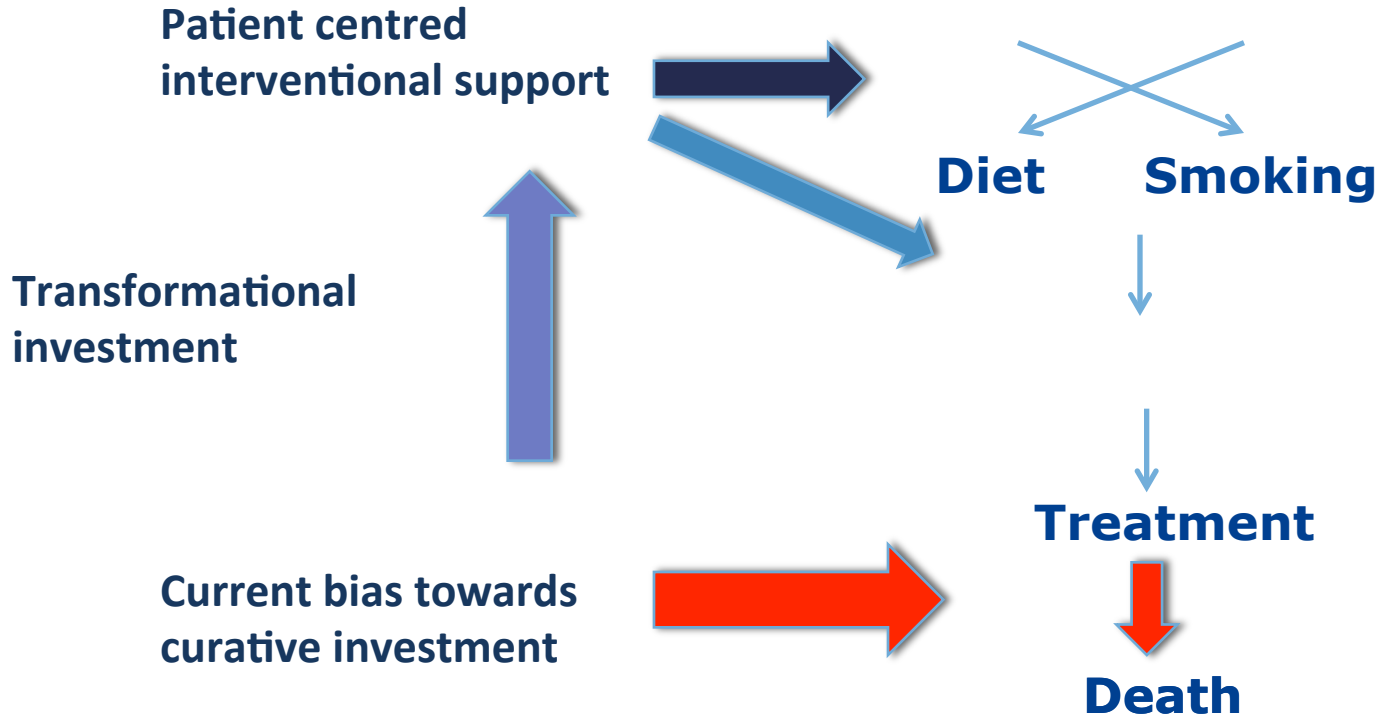 Patient centred
interventional support
Diet Smoking
Transformational
investment
Treatment
Current bias towards
curative investment
Death